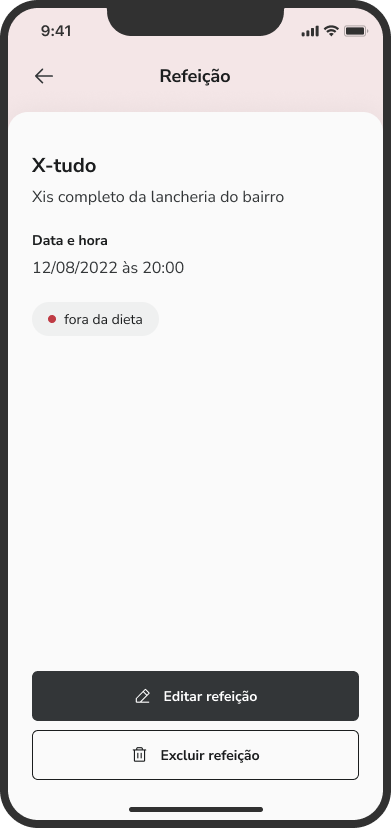 9:41
Refeição
X-tudo
Xis completo da lancheria do bairro
Data e hora
12/08/2022 às 20:00
fora da dieta
Editar refeição
Excluir refeição